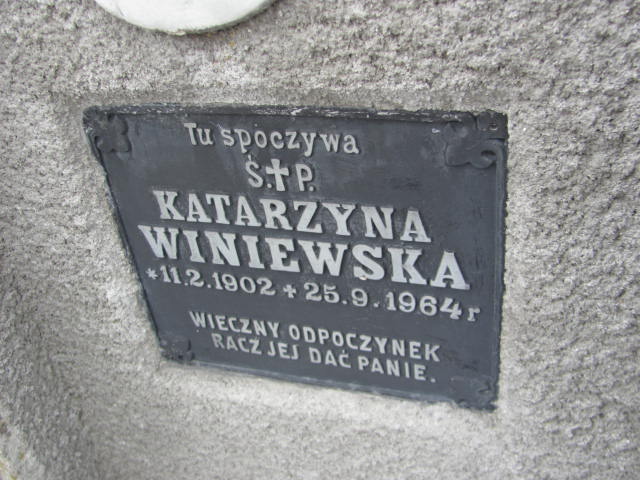 Tu spoczywa
Ś.✝P.
KATARZYNA
WINIEWSKA
*11.2.1902 + 25.9.1964 r
WIECZNY ODPOCZYNEK
RACZ JEJ DAĆ PANIE.